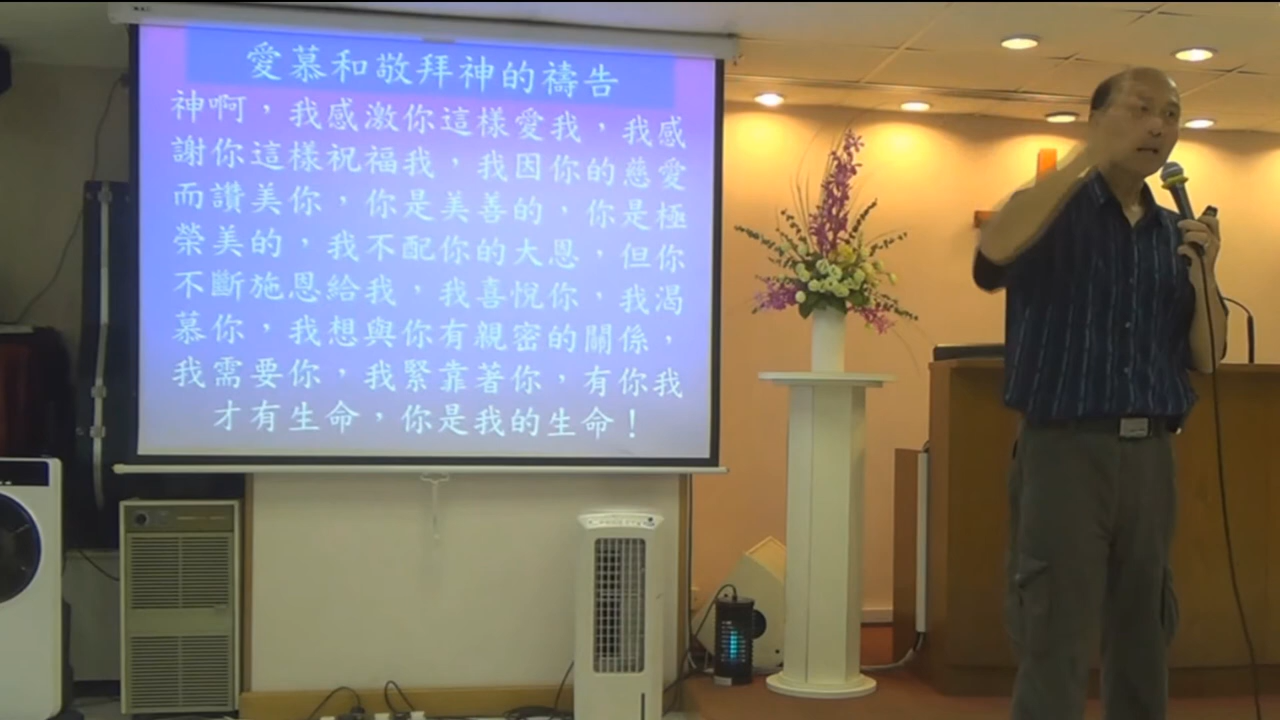 愛慕和敬拜神的禱告
神啊，我感激你這樣愛我，我感
謝你這樣祝福我，我因你的慈愛
而讚美你，你是美善的，你是極
榮美的，我不配你的大恩，但你
不斷施恩給我，我喜悅你，我渴
慕你，我想與你有親密的關係，
我需要你，我緊靠著你，有你我
才有生命，你是我的生命！